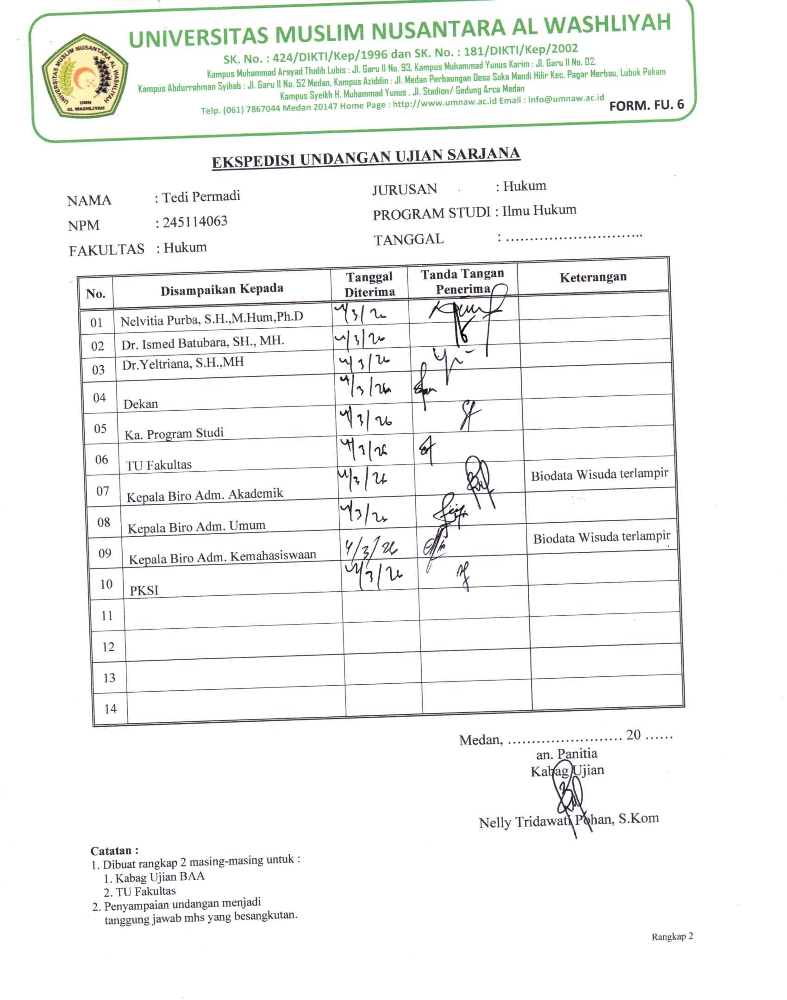 UNIVERSITAS MUSLIM NUSANTARA AL WASHLIYAH
SK. No. : 424/DIKTI/Kep/1996 dan SK. No. : 181/DIKTI/Kep/2002
Kampus Muhammad Arsyad Thalib Lubis : Jl. Garu II No. 93, Kampus Muhammad Yunus Karim : Jl. Garu II No. 02,
Kampus Abdurrahman Syihab : Jl. Garu II No. 52 Medan, Kampus Aziddin : Jl. Medan Perbaungan Desa Suka Mandi Hilir Kec. Pagar Merbau, Lubuk Pakam
Kampus Syeikh H. Muhammad Yunus , Jl. Stadion/ Gedung Arca Medan
Telp. (061) 7867044 Medan 20147 Home Page : http://www.umnaw.ac.id Email : info@umnaw.ac.id
FORM. FU. 6
UNIVERSITAS MUSLIM NUSANTARA AL WASHLIYAH
UMN
AL WASHLIYAH
EKSPEDISI UNDANGAN UJIAN SARJANA
NAMA : Tedi Permadi JURUSAN : Hukum
NPM : 245114063 PROGRAM STUDI : Ilmu Hukum
FAKULTAS : Hukum TANGGAL : …………………………..
No. Disampaikan Kepada Tanggal Diterima Tanda Tangan Penerima Keterangan
01 Nelvitia Purba, S.H.,M.Hum,Ph.D
02 Dr. Ismed Batubara, SH., MH. 4/3/26
03 Dr.Yeltriana, S.H.,MH 4/3/26
04 Dekan 4/3/26
05 Ka. Program Studi 4/3/26
06 TU Fakultas 4/3/26
07 Kepala Biro Adm. Akademik 4/3/26 Biodata Wisuda terlampir
08 Kepala Biro Adm. Umum 4/3/26
09 Kepala Biro Adm. Kemahasiswaan 4/3/26 Biodata Wisuda terlampir
10 PKSI 4/3/26
11
12
13
14
Medan, …………………… 20 ……
an. Panitia
Kabag Ujian
Nelly Tridawati Pohan, S.Kom
Catatan :
1. Dibuat rangkap 2 masing-masing untuk :
1. Kabag Ujian BAA
2. TU Fakultas
2. Penyampaian undangan menjadi
tanggung jawab mhs yang besangkutan.
Rangkap 2